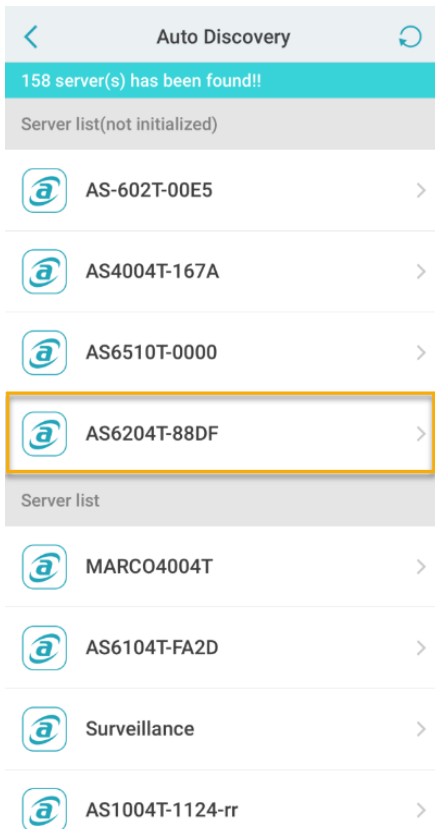 Auto Discovery
158 server(s) has been found!!
Server list(not initialized)
AS-602T-00E5
AS4004T-167A
AS6510T-0000
AS6204T-88DF
Server list
MARCO4004T
AS6104T-FA2D
Surveillance
AS1004T-1124-rr